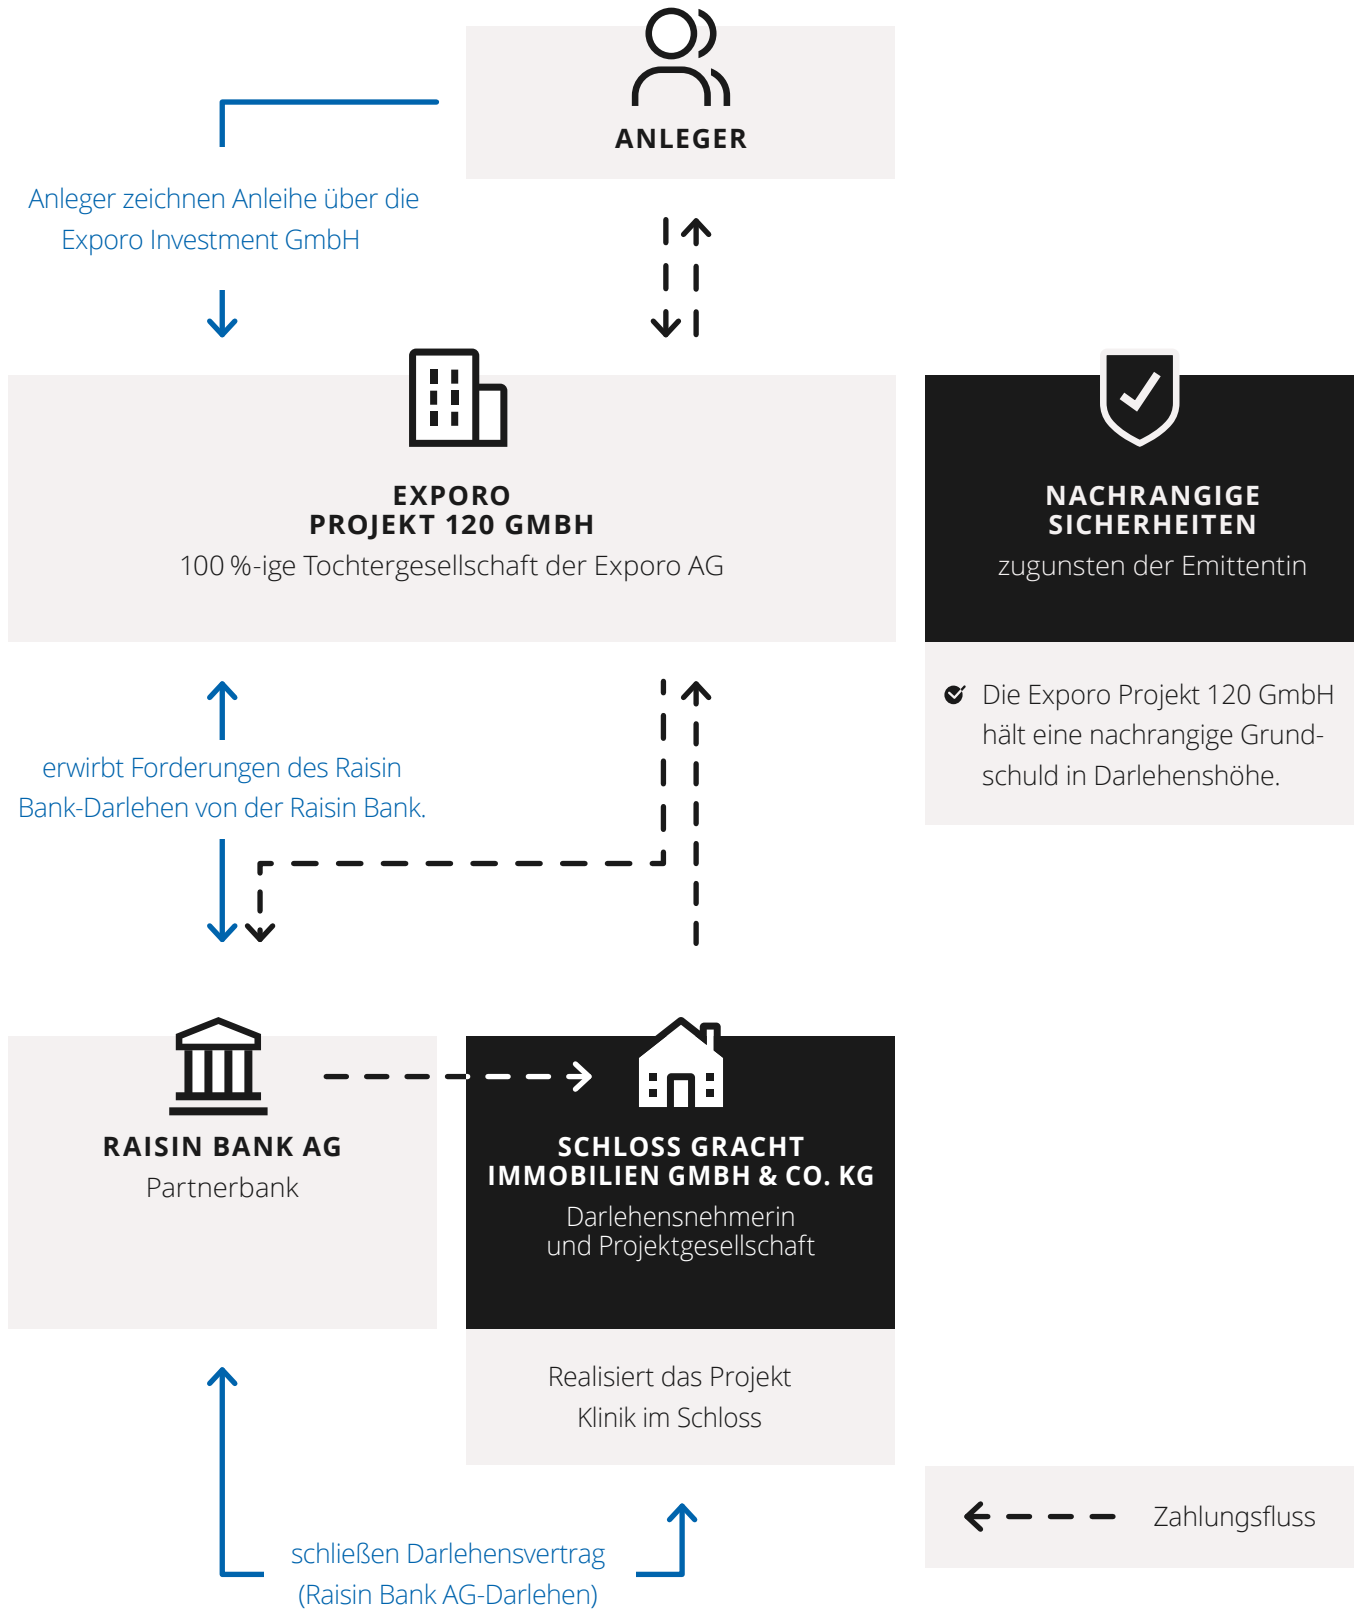 ANLEGER
Anleger zeichnen Anleihe über die
Exporo Investment GmbH
EXPORO
PROJEKT 120 GMBH
100 %-ige Tochtergesellschaft der Exporo AG
NACHRANGIGE
SICHERHEITEN
zugunsten der Emittentin
Die Exporo Projekt 120 GmbH
hält eine nachrangige Grund-
schuld in Darlehenshöhe.
erwirbt Forderungen des Raisin
Bank-Darlehen von der Raisin Bank.
RAISIN BANK AG
Partnerbank
SCHLOSS GRACHT
IMMOBILIEN GMBH & CO. KG
Darlehensnehmerin
und Projektgesellschaft
Realisiert das Projekt
Klinik im Schloss
schließen Darlehensvertrag
(Raisin Bank AG-Darlehen)
Zahlungsfluss